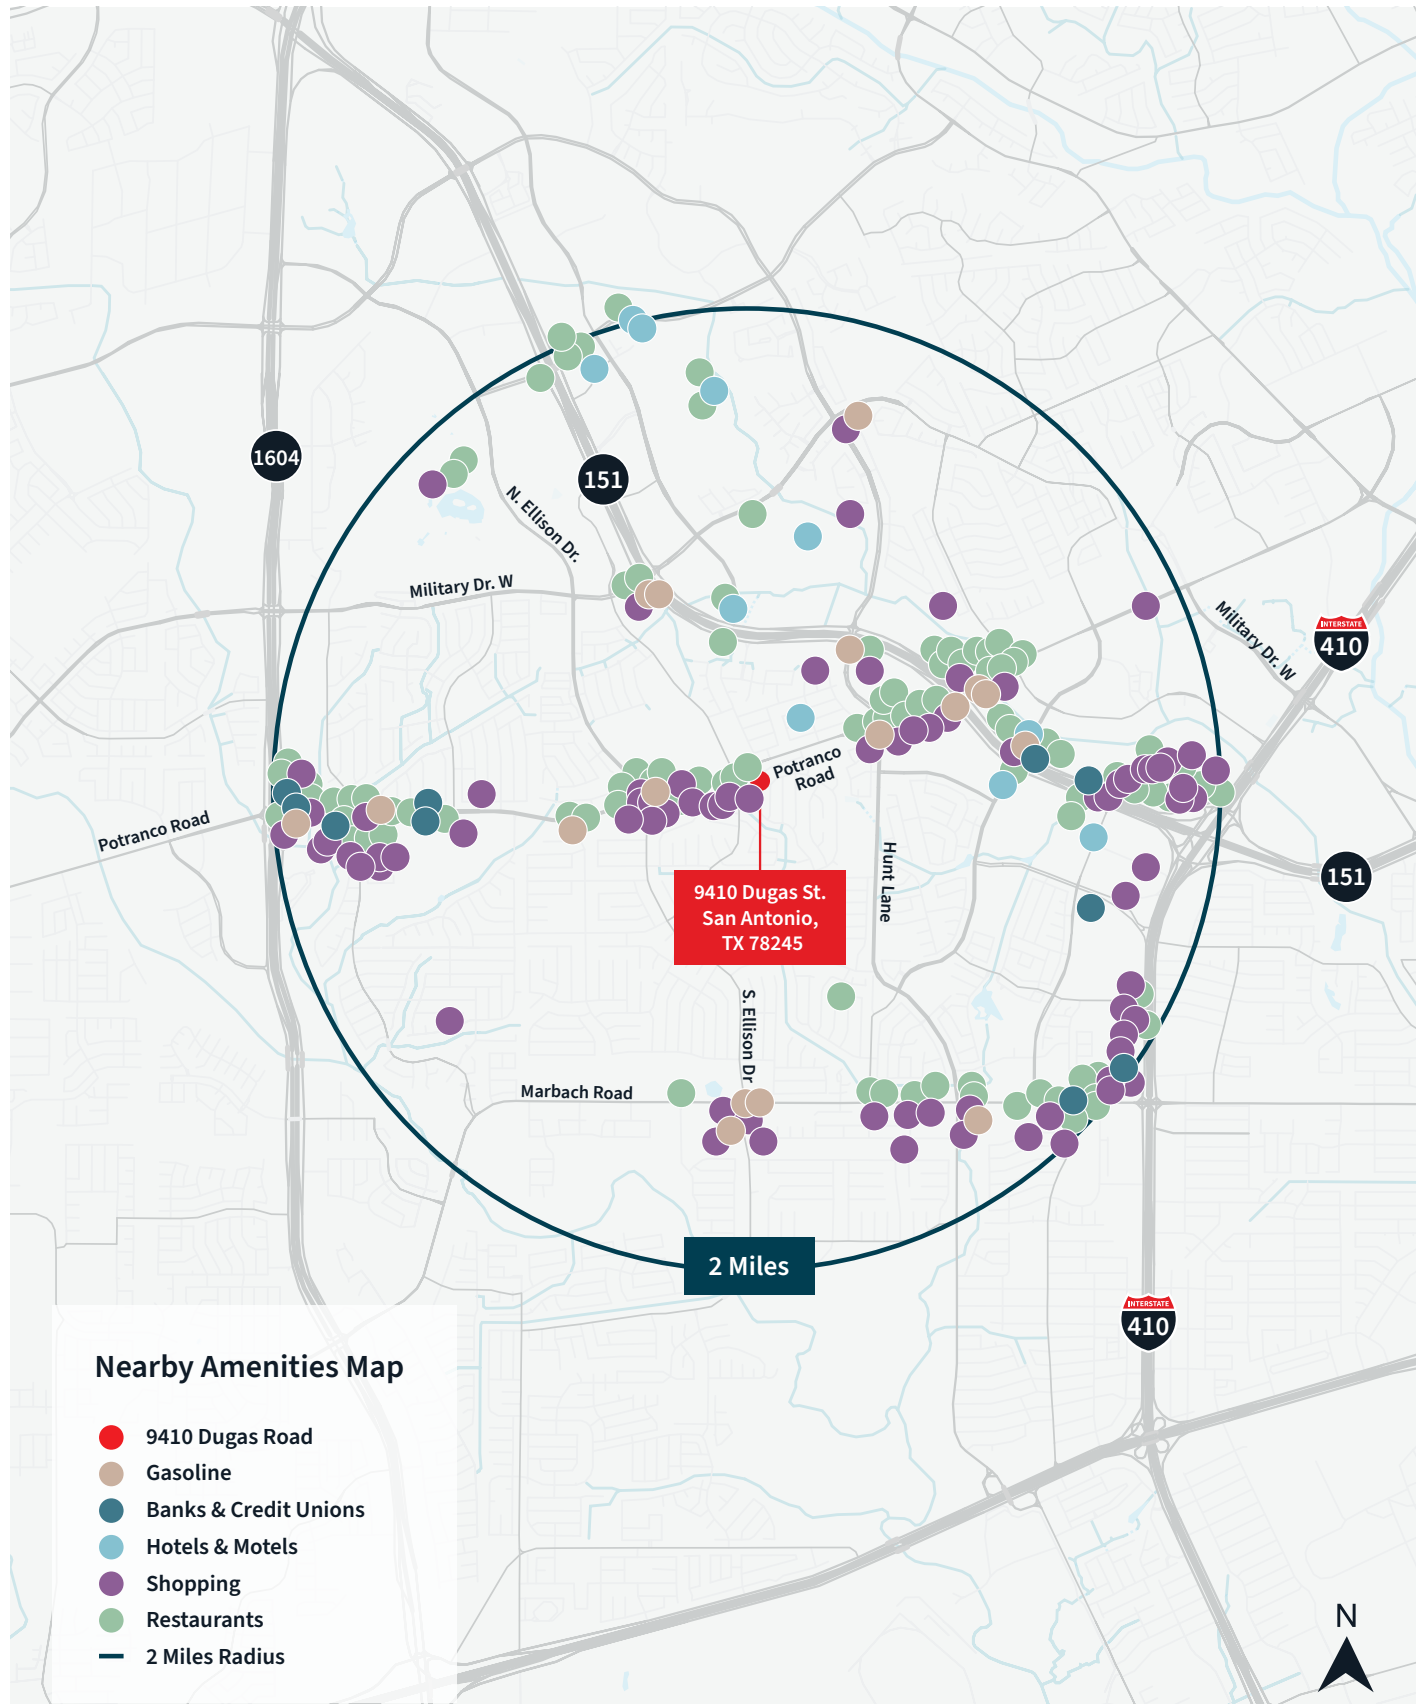 1604
151
N. Ellison Dr.
Military Dr. W
Military Dr. W
INTERSTATE
410
Potranco
Road
Potranco Road
Hunt Lane
151
9410 Dugas St.
San Antonio,
TX 78245
S. Ellison Dr
Marbach Road
2 Miles
INTERSTATE
410
Nearby Amenities Map
9410 Dugas Road
Gasoline
Banks & Credit Unions
Hotels & Motels
Shopping
Restaurants
2 Miles Radius
N